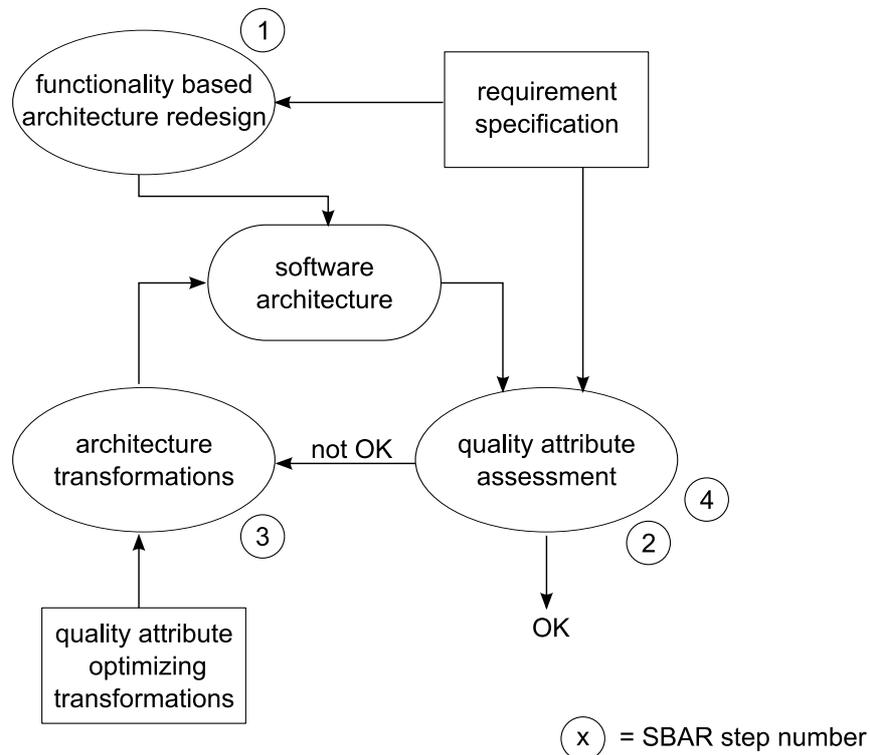 1
functionality based
architecture redesign
requirement
specification
software
architecture
architecture
transformations
not OK
quality attribute
assessment
4
3
2
quality attribute
optimizing
transformations
OK
x = SBAR step number